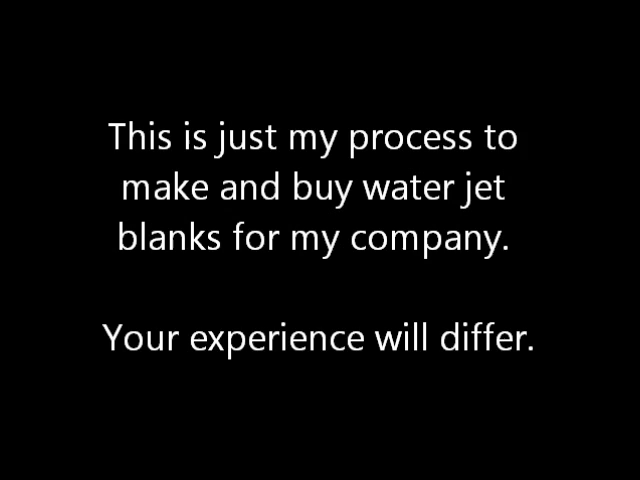 This is just my process to
make and buy water jet
blanks for my company.
Your experience will differ.